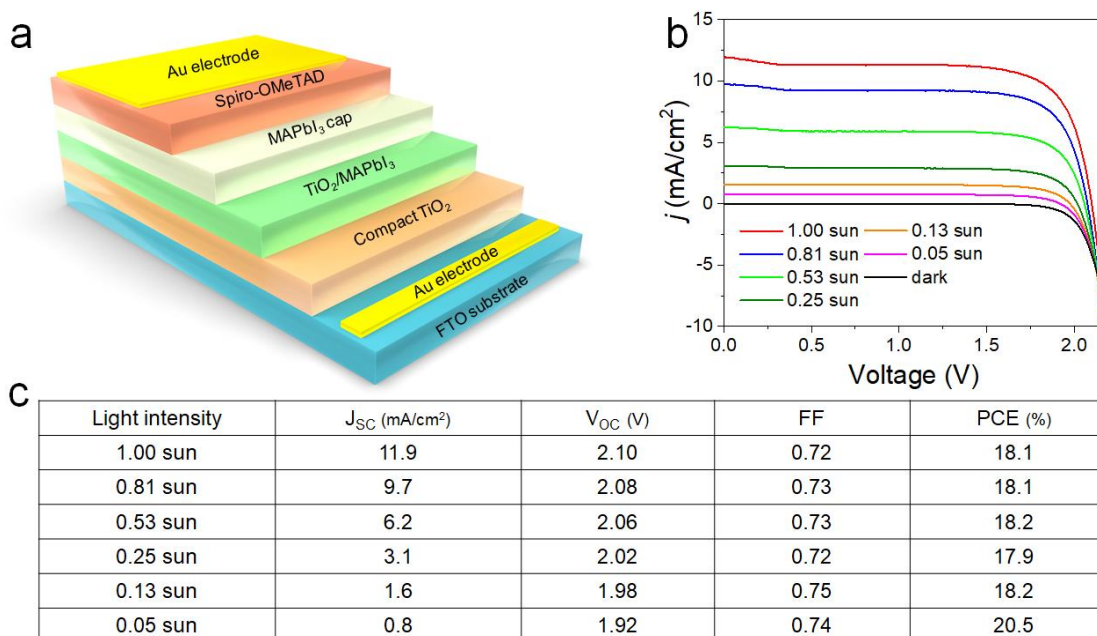 a
Au electrode
Spiro-OMeTAD
MAPbI₃ cap
TiO₂/MAPbI₃
Compact TiO₂
Au electrode
FTO substrate
b
15
10
5
0
-5
-10
j (mA/cm²)
1.00 sun
0.81 sun
0.53 sun
0.25 sun
0.13 sun
0.05 sun
dark
0.0 0.5 1.0 1.5 2.0
Voltage (V)
c
Light intensity J_SC (mA/cm²) V_OC (V) FF PCE (%)
1.00 sun 11.9 2.10 0.72 18.1
0.81 sun 9.7 2.08 0.73 18.1
0.53 sun 6.2 2.06 0.73 18.2
0.25 sun 3.1 2.02 0.72 17.9
0.13 sun 1.6 1.98 0.75 18.2
0.05 sun 0.8 1.92 0.74 20.5